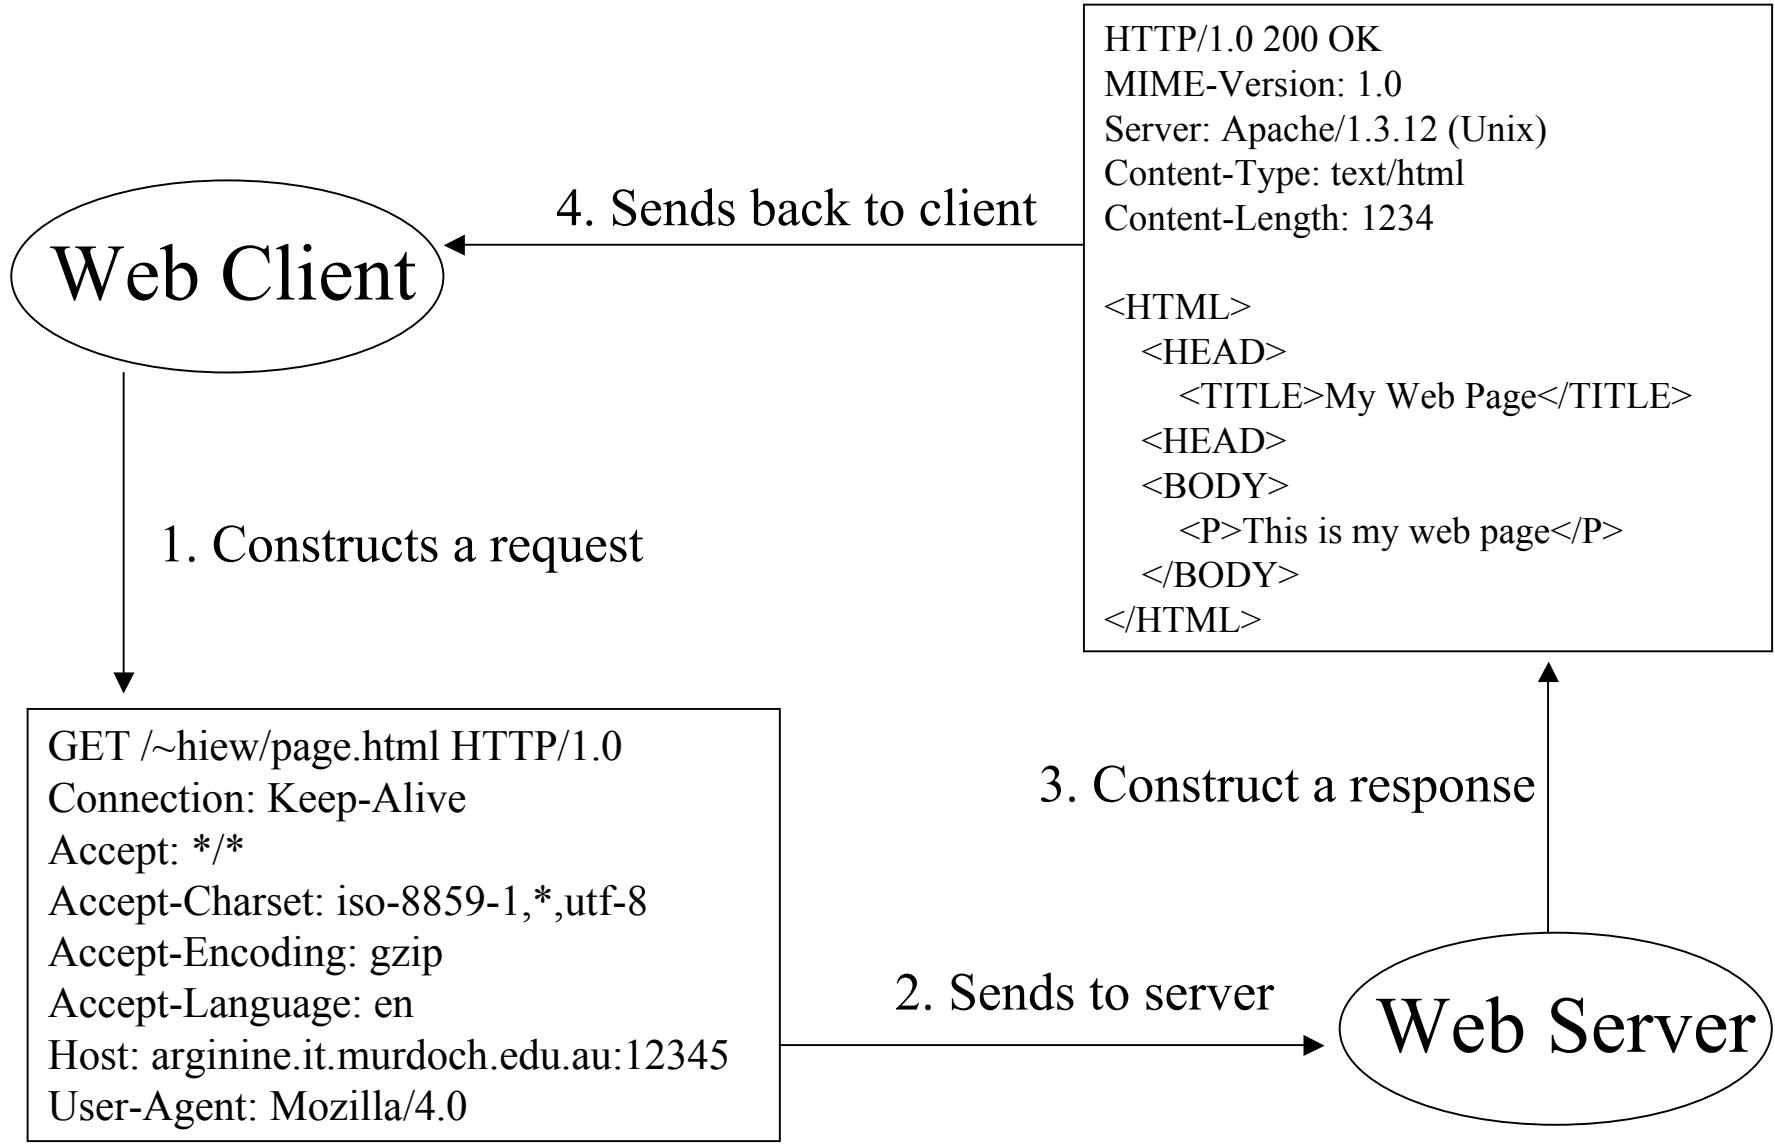 Web Client
1. Constructs a request
GET /~hiew/page.html HTTP/1.0
Connection: Keep-Alive
Accept: */*
Accept-Charset: iso-8859-1,*,utf-8
Accept-Encoding: gzip
Accept-Language: en
Host: arginine.it.murdoch.edu.au:12345
User-Agent: Mozilla/4.0
2. Sends to server
Web Server
3. Construct a response
HTTP/1.0 200 OK
MIME-Version: 1.0
Server: Apache/1.3.12 (Unix)
Content-Type: text/html
Content-Length: 1234
<HTML>
<HEAD>
<TITLE>My Web Page</TITLE>
<HEAD>
<BODY>
<P>This is my web page</P>
</BODY>
</HTML>
4. Sends back to client